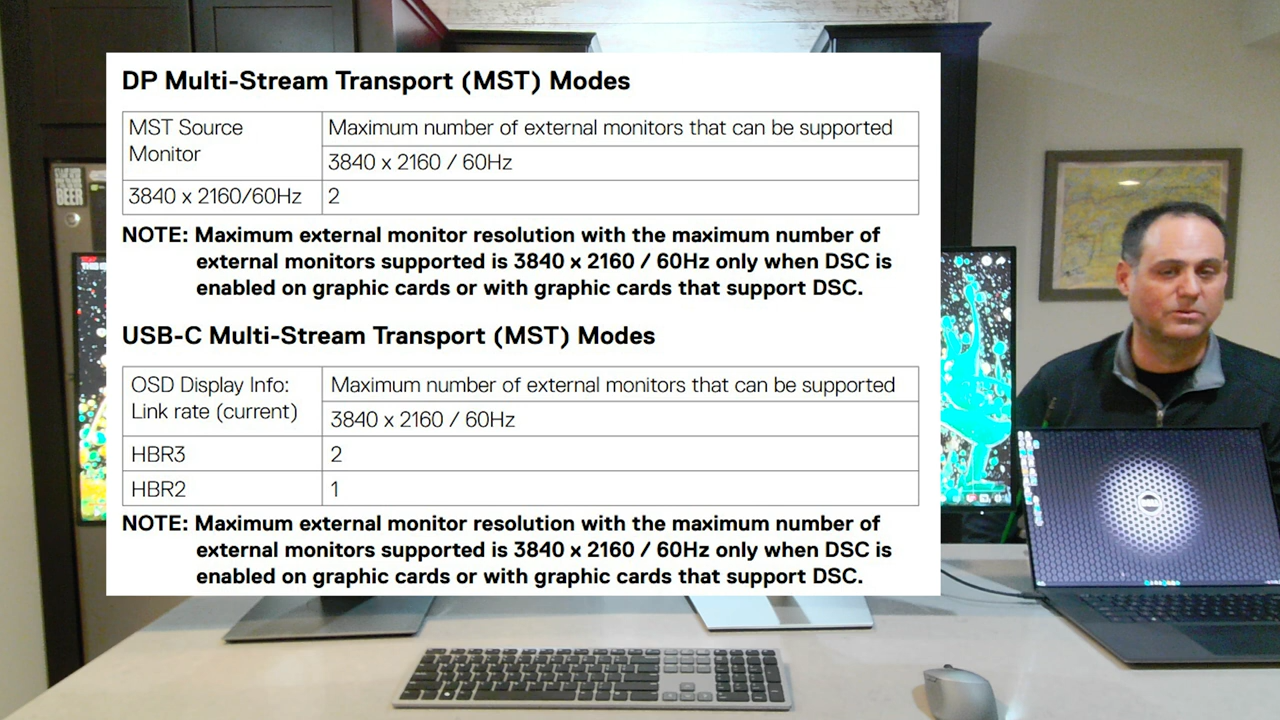 DP Multi-Stream Transport (MST) Modes
MST Source
Monitor
Maximum number of external monitors that can be supported
3840 x 2160 / 60Hz
3840 x 2160/60Hz
2
NOTE: Maximum external monitor resolution with the maximum number of
external monitors supported is 3840 x 2160 / 60Hz only when DSC is
enabled on graphic cards or with graphic cards that support DSC.
USB-C Multi-Stream Transport (MST) Modes
OSD Display Info:
Link rate (current)
Maximum number of external monitors that can be supported
3840 x 2160 / 60Hz
HBR3
2
HBR2
1
NOTE: Maximum external monitor resolution with the maximum number of
external monitors supported is 3840 x 2160 / 60Hz only when DSC is
enabled on graphic cards or with graphic cards that support DSC.
BEER
DELL